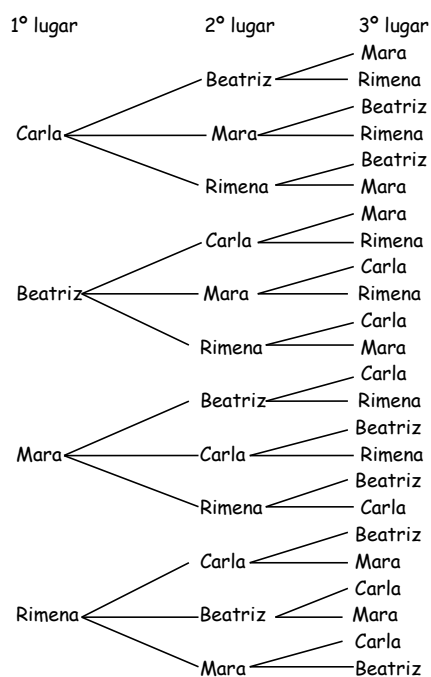 1º lugar 2º lugar 3º lugar
Mara
Beatriz Rimena
Beatriz
Carla Mara Rimena
Beatriz
Rimena Mara
Mara
Carla Rimena
Carla
Beatriz Mara Rimena
Carla
Rimena Mara
Carla
Beatriz Rimena
Beatriz
Mara Carla Rimena
Beatriz
Rimena Carla
Beatriz
Carla Mara
Carla
Rimena Beatriz Mara
Carla
Mara Beatriz